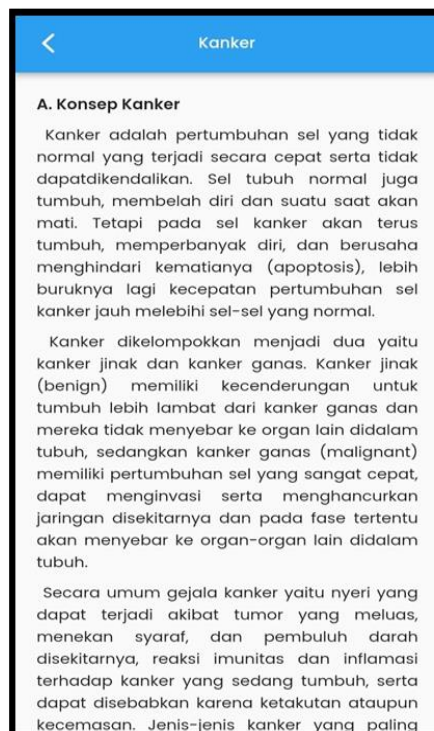 Kanker
A. Konsep Kanker
Kanker adalah pertumbuhan sel yang tidak
normal yang terjadi secara cepat serta tidak
dapatdikendalikan. Sel tubuh normal juga
tumbuh, membelah diri dan suatu saat akan
mati. Tetapi pada sel kanker akan terus
tumbuh, memperbanyak diri, dan berusaha
menghindari kematianya (apoptosis), lebih
buruknya lagi kecepatan pertumbuhan sel
kanker jauh melebihi sel-sel yang normal.
Kanker dikelompokkan menjadi dua yaitu
kanker jinak dan kanker ganas. Kanker jinak
(benign) memiliki kecenderungan untuk
tumbuh lebih lambat dari kanker ganas dan
mereka tidak menyebar ke organ lain didalam
tubuh, sedangkan kanker ganas (malignant)
memiliki pertumbuhan sel yang sangat cepat,
dapat menginvasi serta menghancurkan
jaringan disekitarnya dan pada fase tertentu
akan menyebar ke organ-organ lain didalam
tubuh.
Secara umum gejala kanker yaitu nyeri yang
dapat terjadi akibat tumor yang meluas,
menekan syaraf, dan pembuluh darah
disekitarnya, reaksi imunitas dan inflamasi
terhadap kanker yang sedang tumbuh, serta
dapat disebabkan karena ketakutan ataupun
kecemasan. Jenis-jenis kanker yang paling